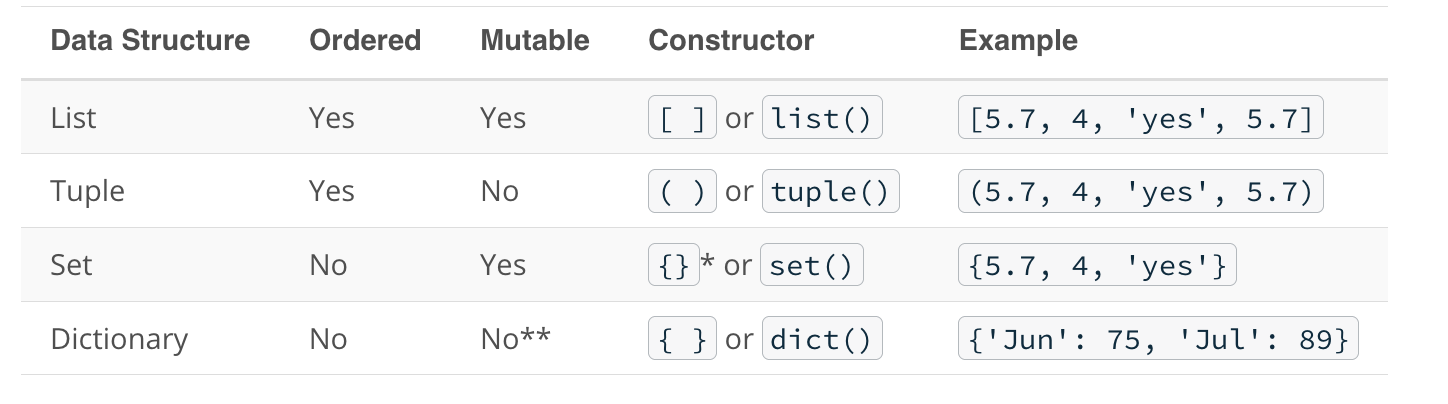 Data Structure Ordered Mutable Constructor Example
List Yes Yes [ ] or list() [5.7, 4, 'yes', 5.7]
Tuple Yes No ( ) or tuple() (5.7, 4, 'yes', 5.7)
Set No Yes {}* or set() {5.7, 4, 'yes'}
Dictionary No No** { } or dict() {'Jun': 75, 'Jul': 89}